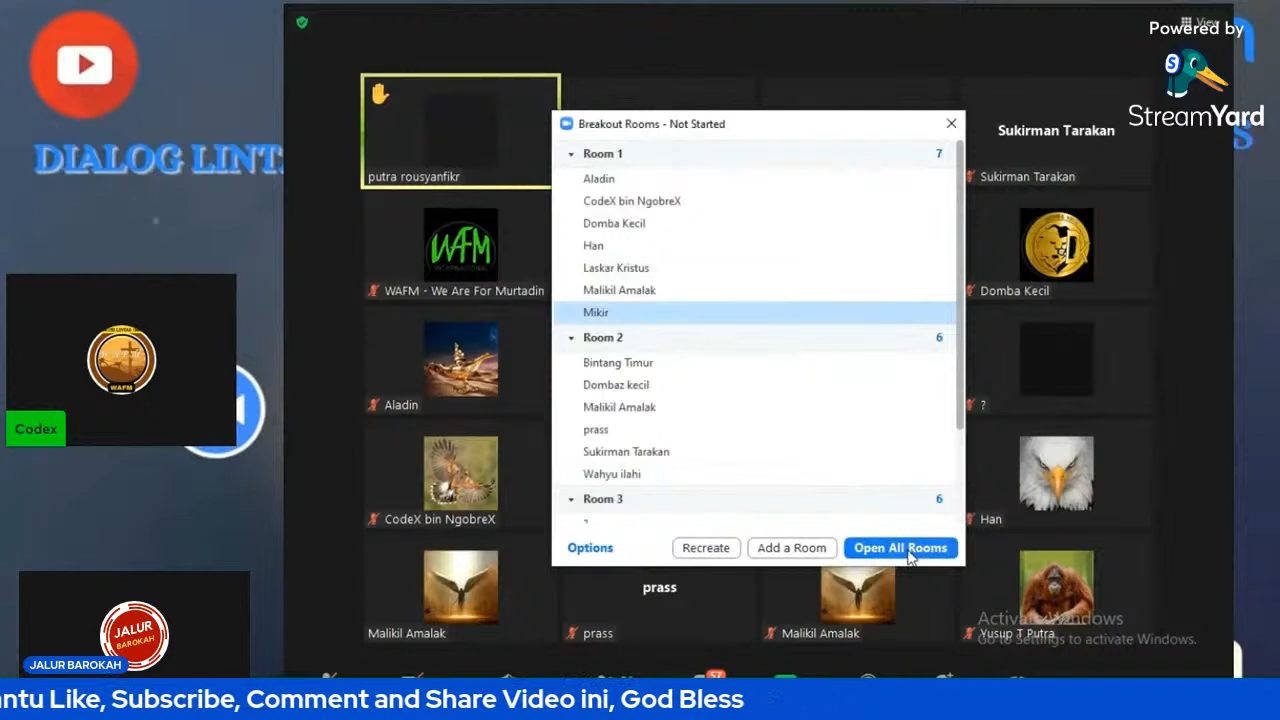 View
Powered by
StreamYard
DIALOG LINT
putra rousyanfikr
Sukirman Tarakan
Sukirman Tarakan
Breakout Rooms - Not Started
Room 1 7
Aladin
CodeX bin NgobreX
Domba Kecil
Han
Laskar Kristus
Malikil Amalak
Mikir
Room 2 6
Bintang Timur
Dombaz kecil
Malikil Amalak
prass
Sukirman Tarakan
Wahyu ilahi
Room 3 6
Options
Recreate
Add a Room
Open All Rooms
WAFM
WAFM - We Are For Murtadin
Domba Kecil
WAFM
Codex
Aladin
?
CodeX bin NgobreX
Han
Malikil Amalak
prass
prass
Malikil Amalak
Yusup T Putra
Activate Windows
Go to Settings to activate Windows.
JALUR
BAROKAH
JALUR BAROKAH
57
antu Like, Subscribe, Comment and Share Video ini, God Bless